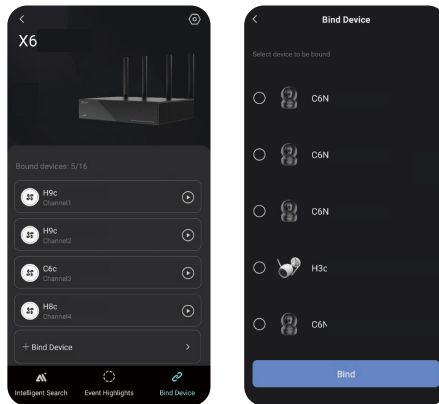 X6
Bound devices: 5/16
H9c
Channel1
H9c
Channel2
C6c
Channel3
H8c
Channel4
+ Bind Device
Intelligent Search
Event Highlights
Bind Device
Bind Device
Select device to be bound
C6N
C6N
C6N
H3c
C6N
Bind